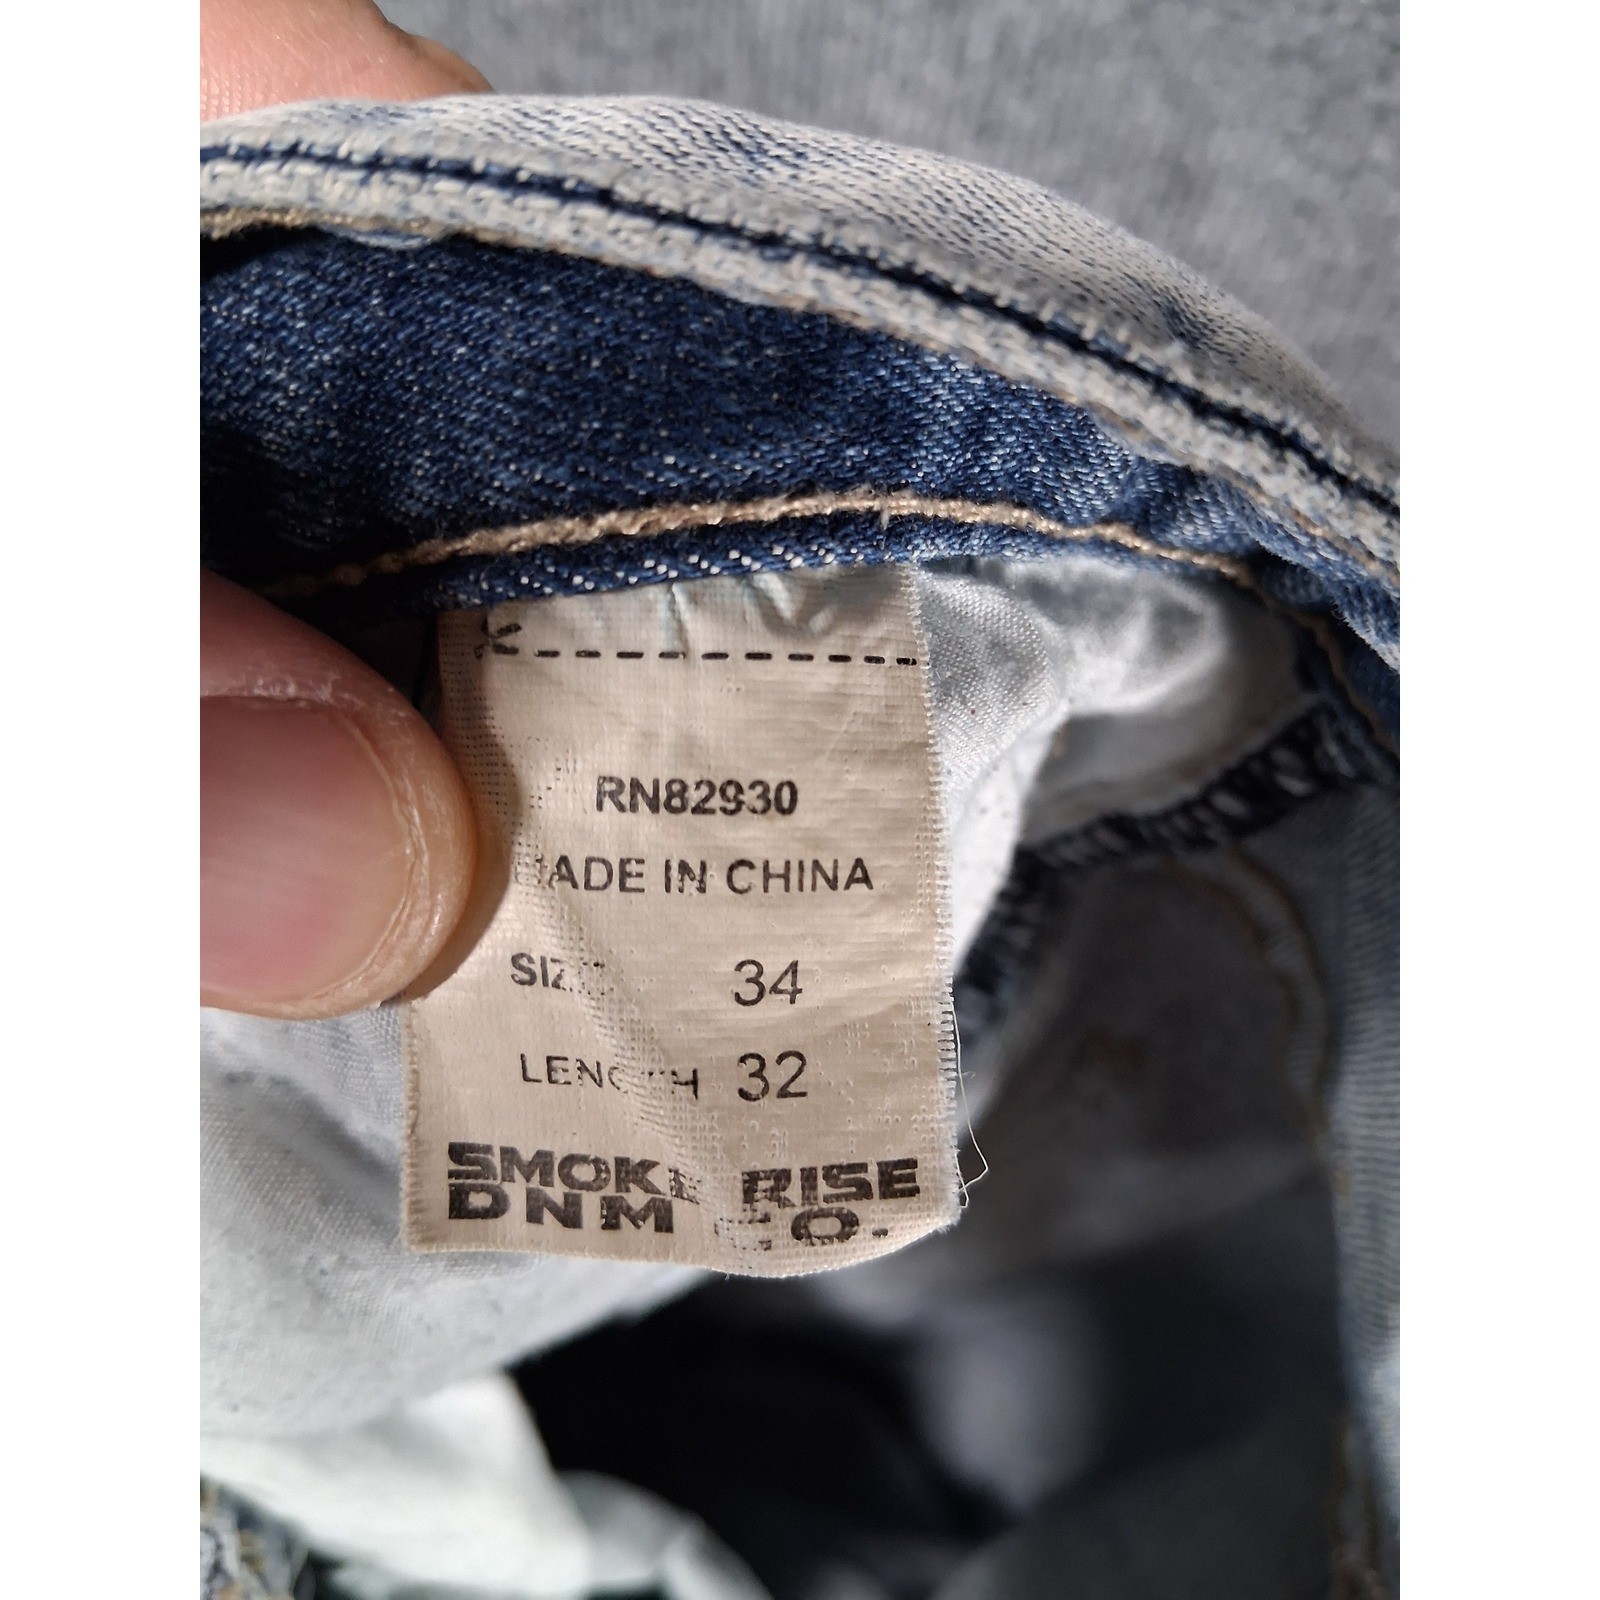 RN82930
MADE IN CHINA
SIZE 34
LENGTH 32
SMOKE RISE
DNM CO.